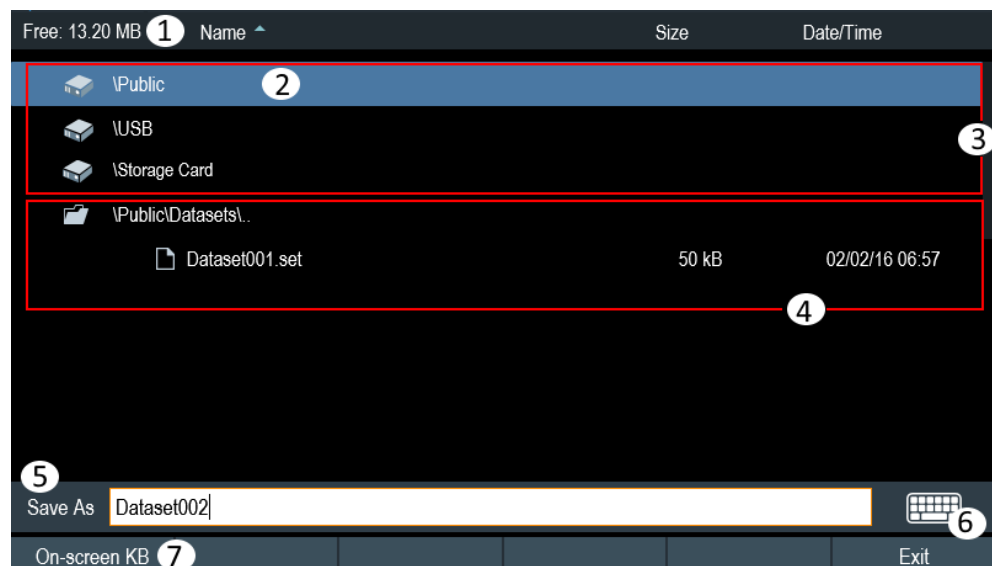 Free: 13.20 MB 1 Name Size Date/Time
\Public 2
\USB
3
\Storage Card
\Public\Datasets\..
Dataset001.set 50 kB 02/02/16 06:57
4
5
Save As Dataset002
6
On-screen KB 7 Exit